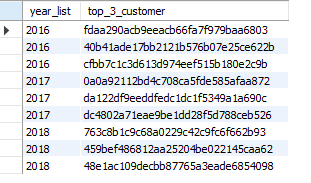 year_list top_3_customer
2016 fdaa290acb9eeacb66fa7f979baa6803
2016 40b41ade17bb2121b576b07e25ce622b
2016 cfbb7c1c3d613d974eef515b180e2c9b
2017 0a0a92112bd4c708ca5fde585afaa872
2017 da122df9eeddfedc1dc1f5349a1a690c
2017 dc4802a71eae9be1dd28f5d788ceb526
2018 763c8b1c9c68a0229c42c9fc6f662b93
2018 459bef486812aa25204be022145caa62
2018 48e1ac109decbb87765a3eade6854098